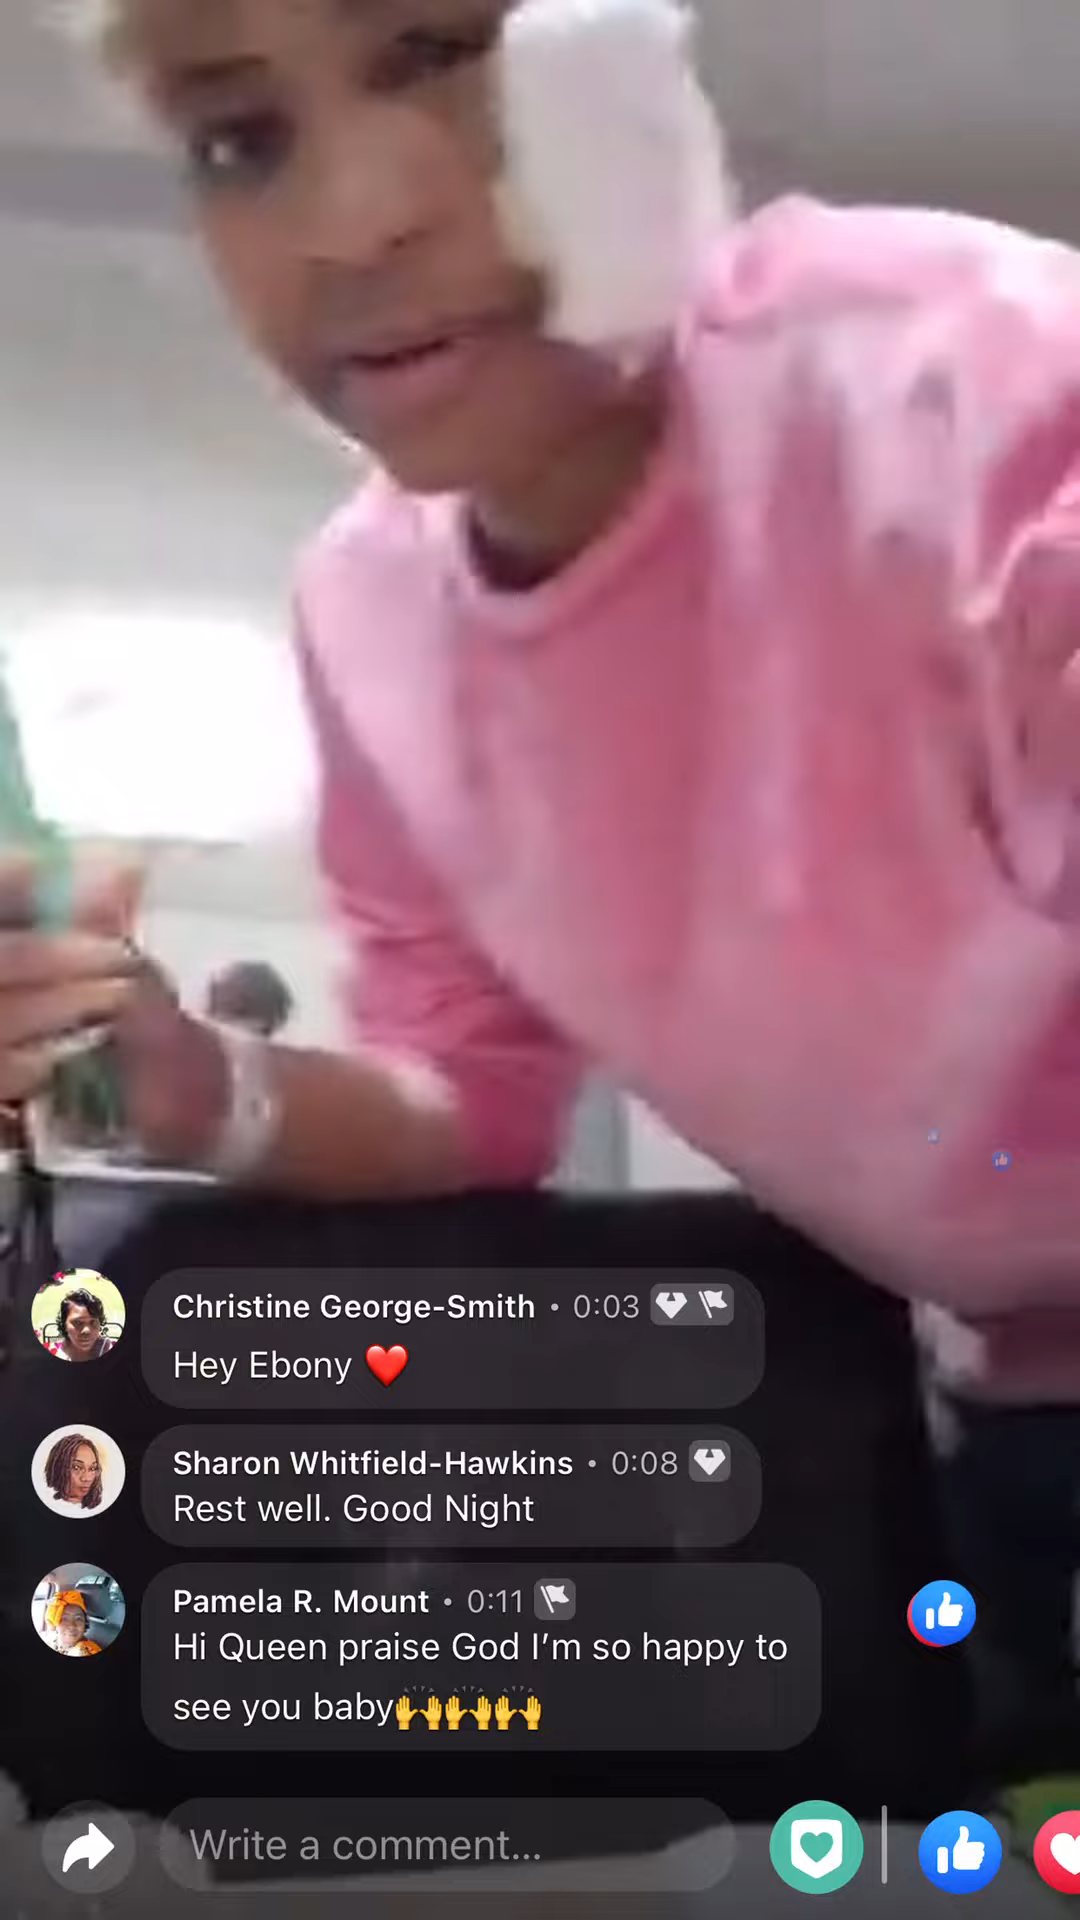 Christine George-Smith • 0:03
Hey Ebony ❤️
Sharon Whitfield-Hawkins • 0:08
Rest well. Good Night
Pamela R. Mount • 0:11
Hi Queen praise God I’m so happy to
see you baby🙌🙌🙌
Write a comment...